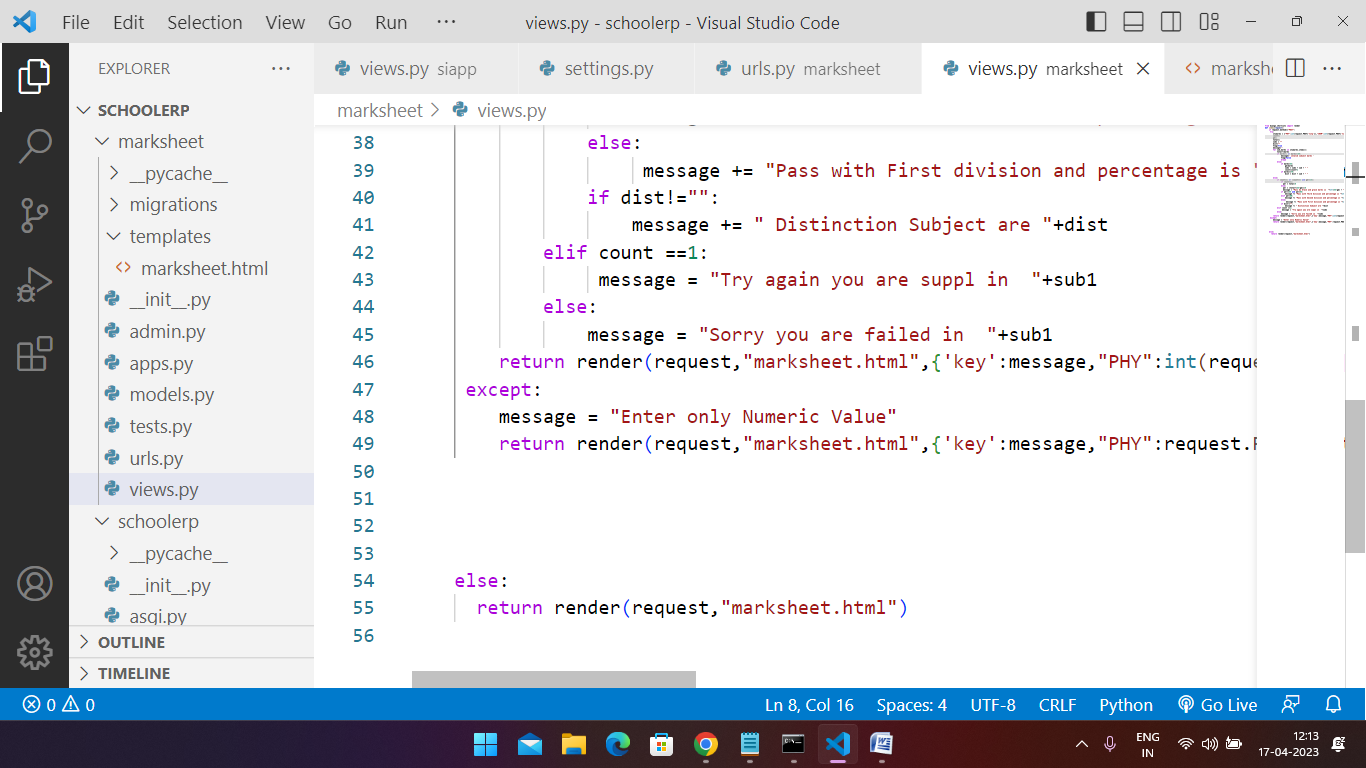 File Edit Selection View Go Run ··· views.py - schoolerp - Visual Studio Code
EXPLORER ···
views.py siapp settings.py urls.py marksheet views.py marksheet
marksheet > views.py
SCHOOLERP
marksheet
__pycache__
migrations
templates
marksheet.html
__init__.py
admin.py
apps.py
models.py
tests.py
urls.py
views.py
schoolerp
__pycache__
__init__.py
asgi.py
OUTLINE
TIMELINE
38 else:
39 message += "Pass with First division and percentage is "
40 if dist!="":
41 message += " Distinction Subject are "+dist
42 elif count ==1:
43 message = "Try again you are suppl in  "+sub1
44 else:
45 message = "Sorry you are failed in  "+sub1
46 return render(request,"marksheet.html",{'key':message,"PHY":int(reque
47 except:
48 message = "Enter only Numeric Value"
49 return render(request,"marksheet.html",{'key':message,"PHY":request.
50
51
52
53
54 else:
55 return render(request,"marksheet.html")
56
0 0 Ln 8, Col 16 Spaces: 4 UTF-8 CRLF Python Go Live
ENG
IN
12:13
17-04-2023